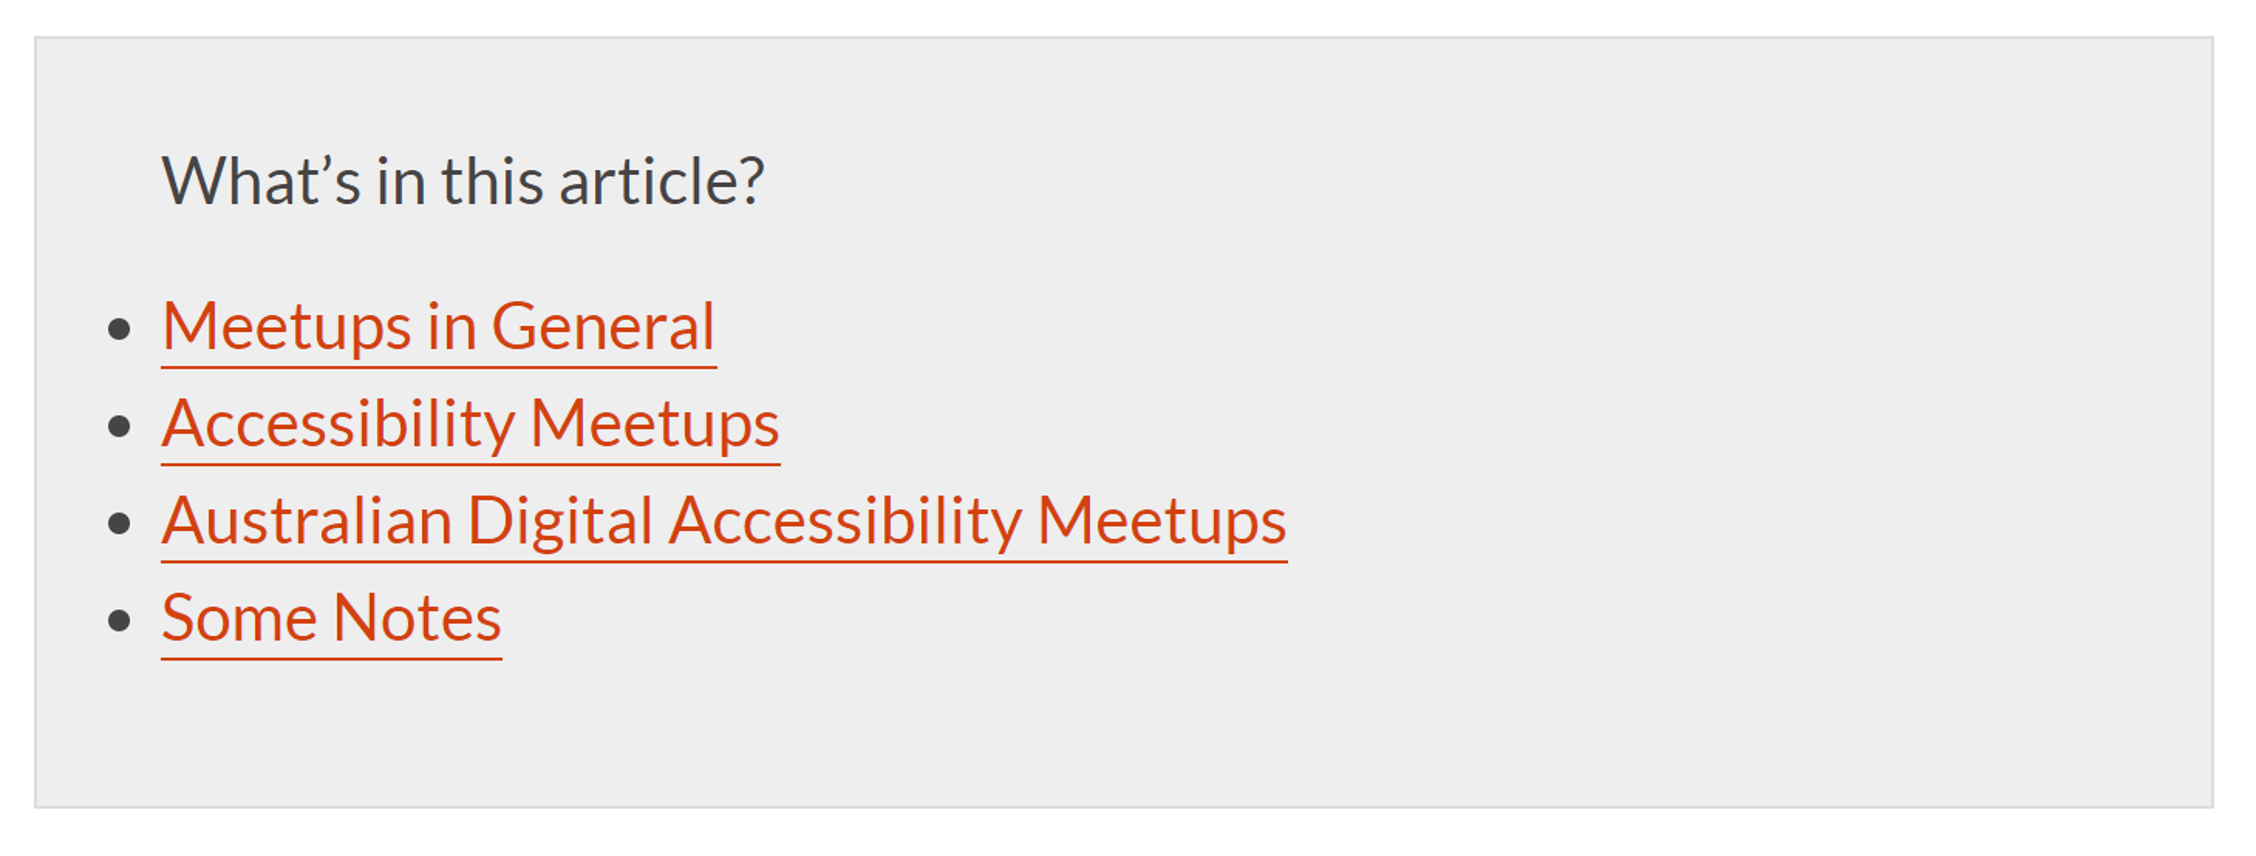 What’s in this article?
Meetups in General
Accessibility Meetups
Australian Digital Accessibility Meetups
Some Notes